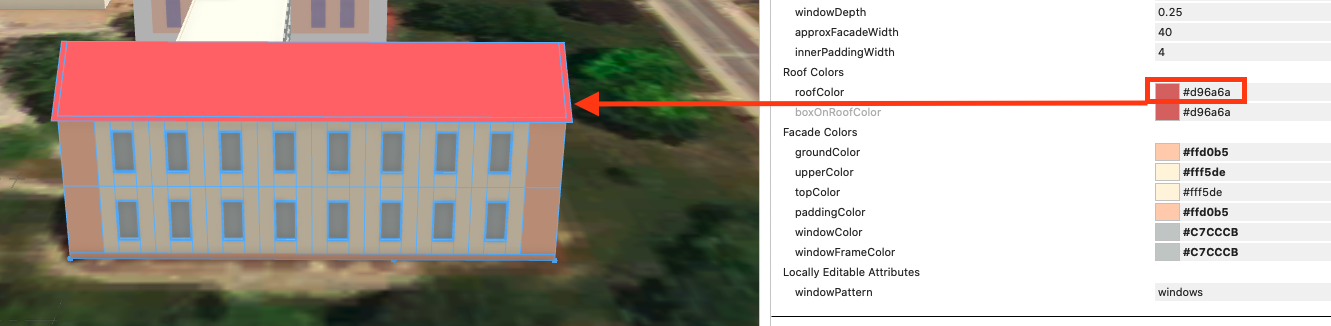 windowDepth 0.25
approxFacadeWidth 40
innerPaddingWidth 4
Roof Colors
roofColor #d96a6a
boxOnRoofColor #d96a6a
Facade Colors
groundColor #ffd0b5
upperColor #fff5de
topColor #fff5de
paddingColor #ffd0b5
windowColor #C7CCCB
windowFrameColor #C7CCCB
Locally Editable Attributes
windowPattern windows